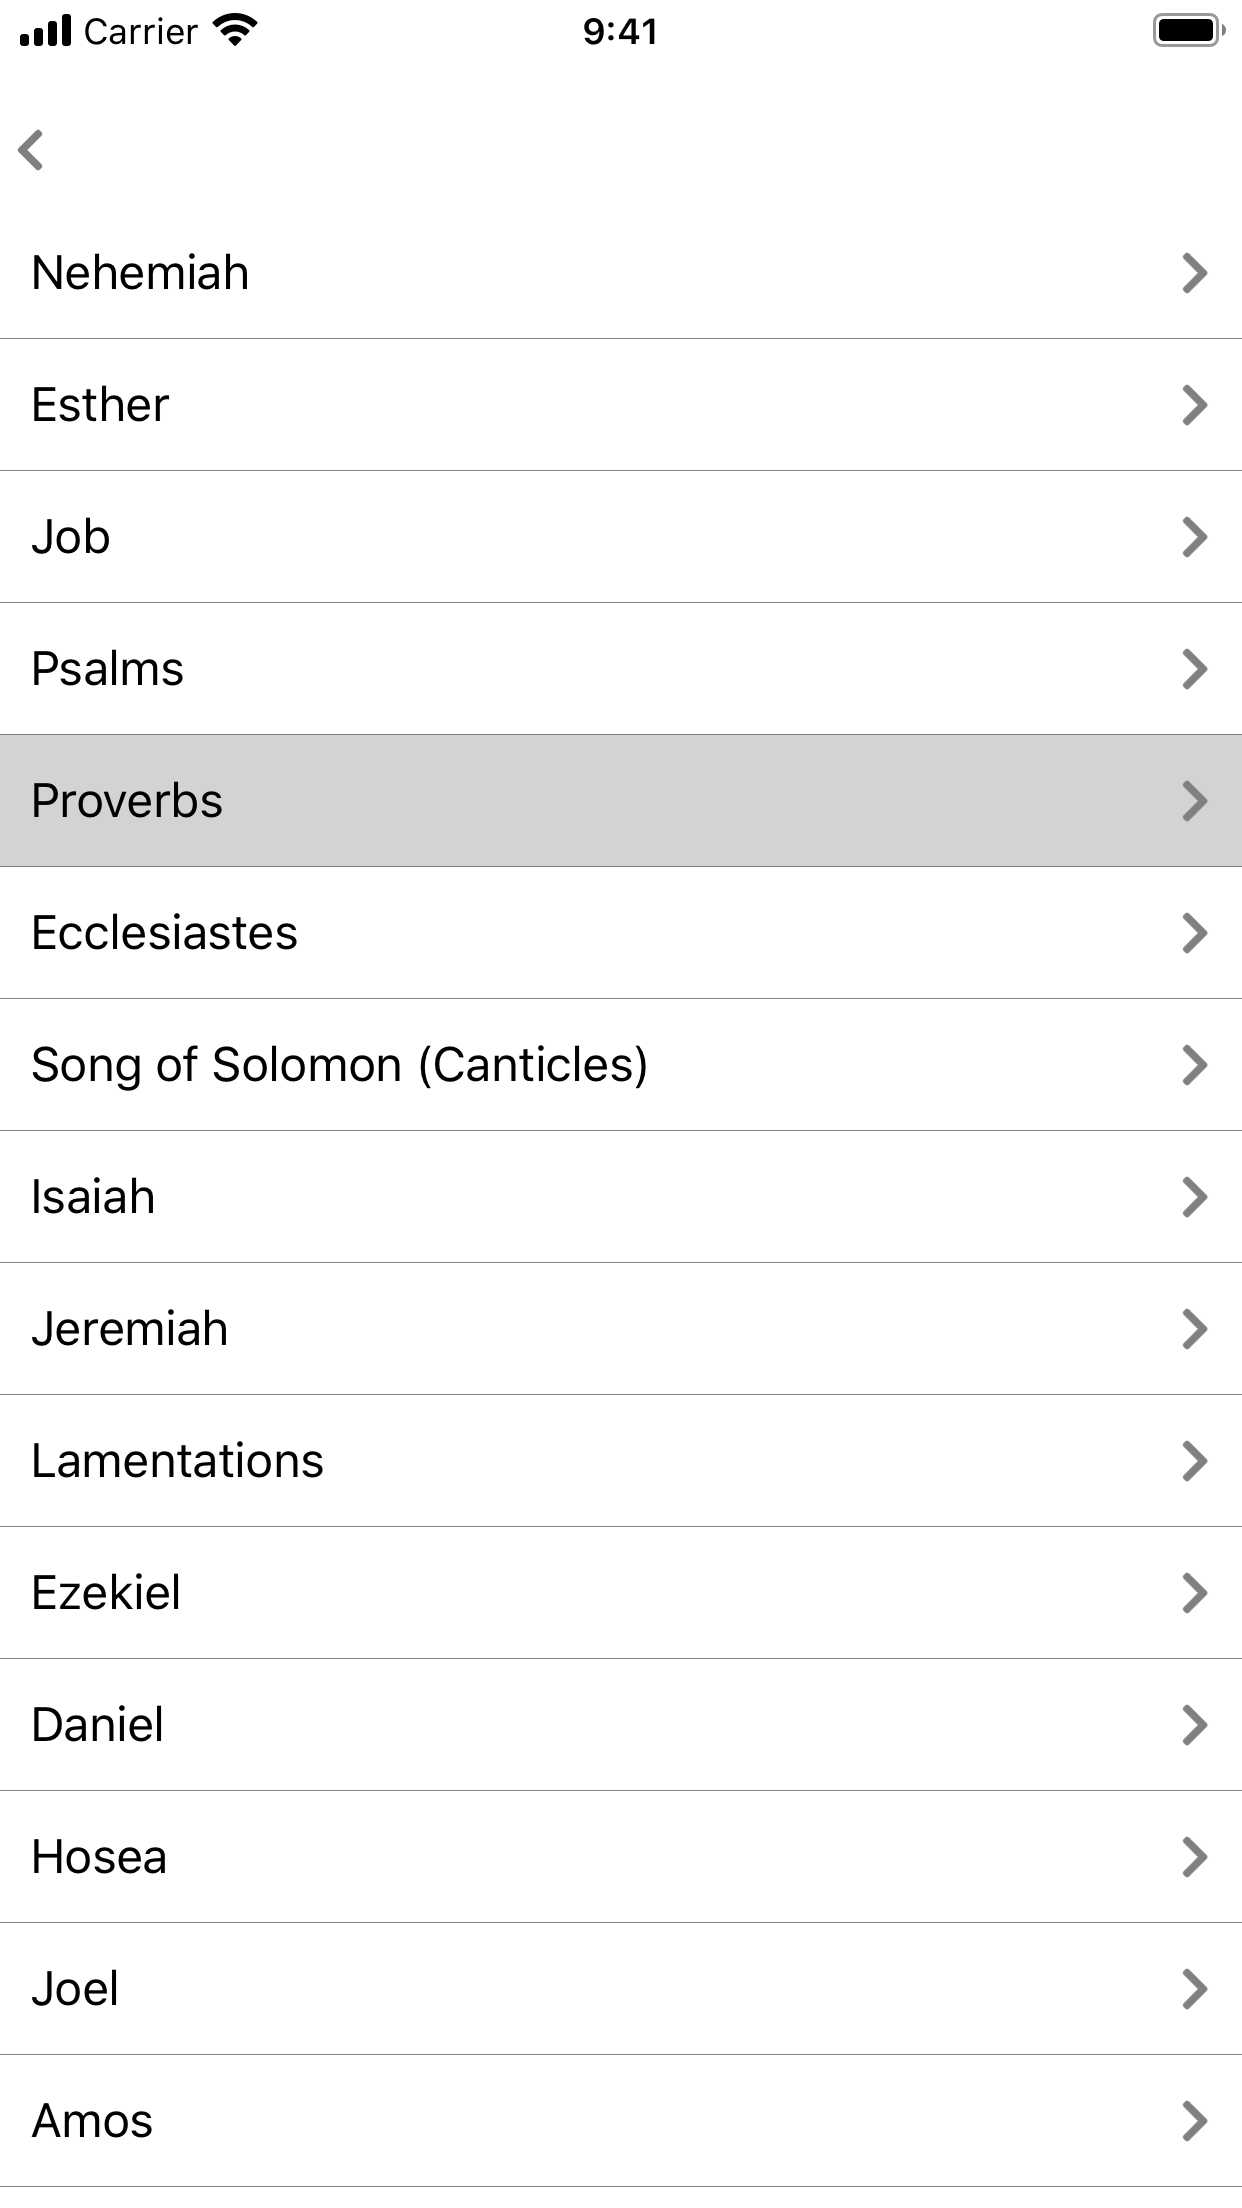 Carrier 9:41
Nehemiah
Esther
Job
Psalms
Proverbs
Ecclesiastes
Song of Solomon (Canticles)
Isaiah
Jeremiah
Lamentations
Ezekiel
Daniel
Hosea
Joel
Amos